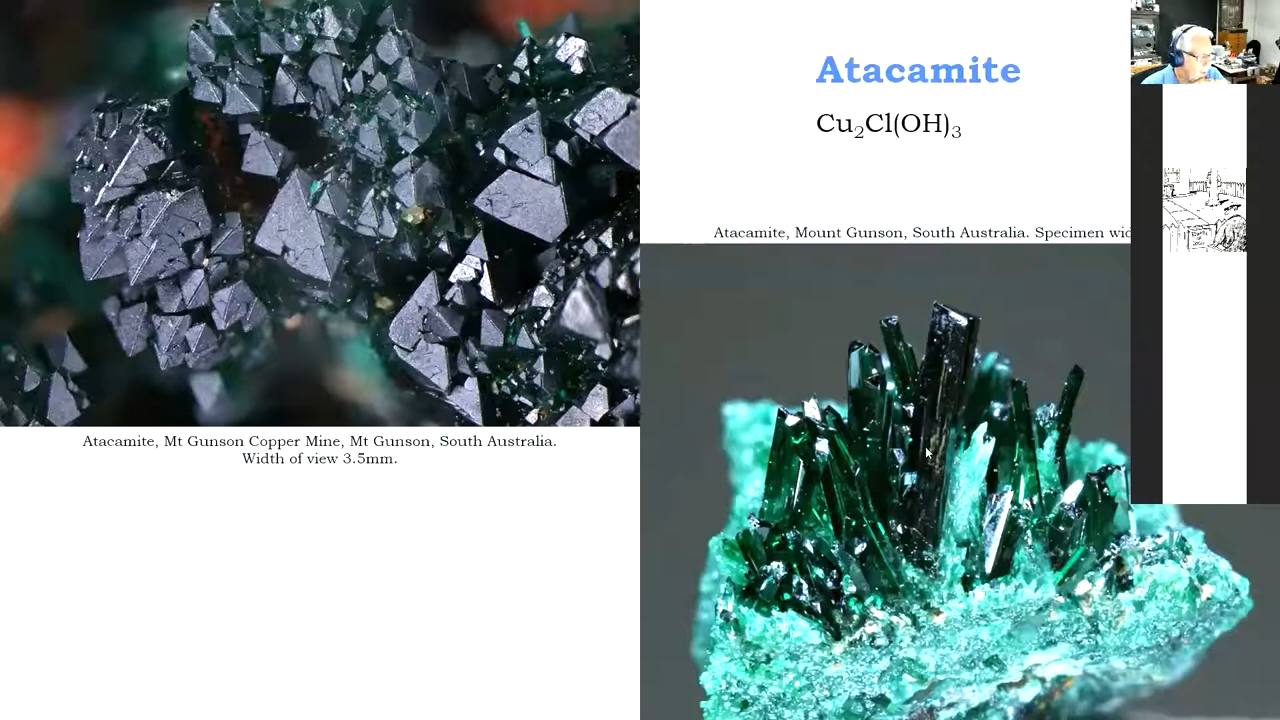 Atacamite
Cu₂Cl(OH)₃
Atacamite, Mount Gunson, South Australia. Specimen
Atacamite, Mt Gunson Copper Mine, Mt Gunson, South Australia.
Width of view 3.5mm.